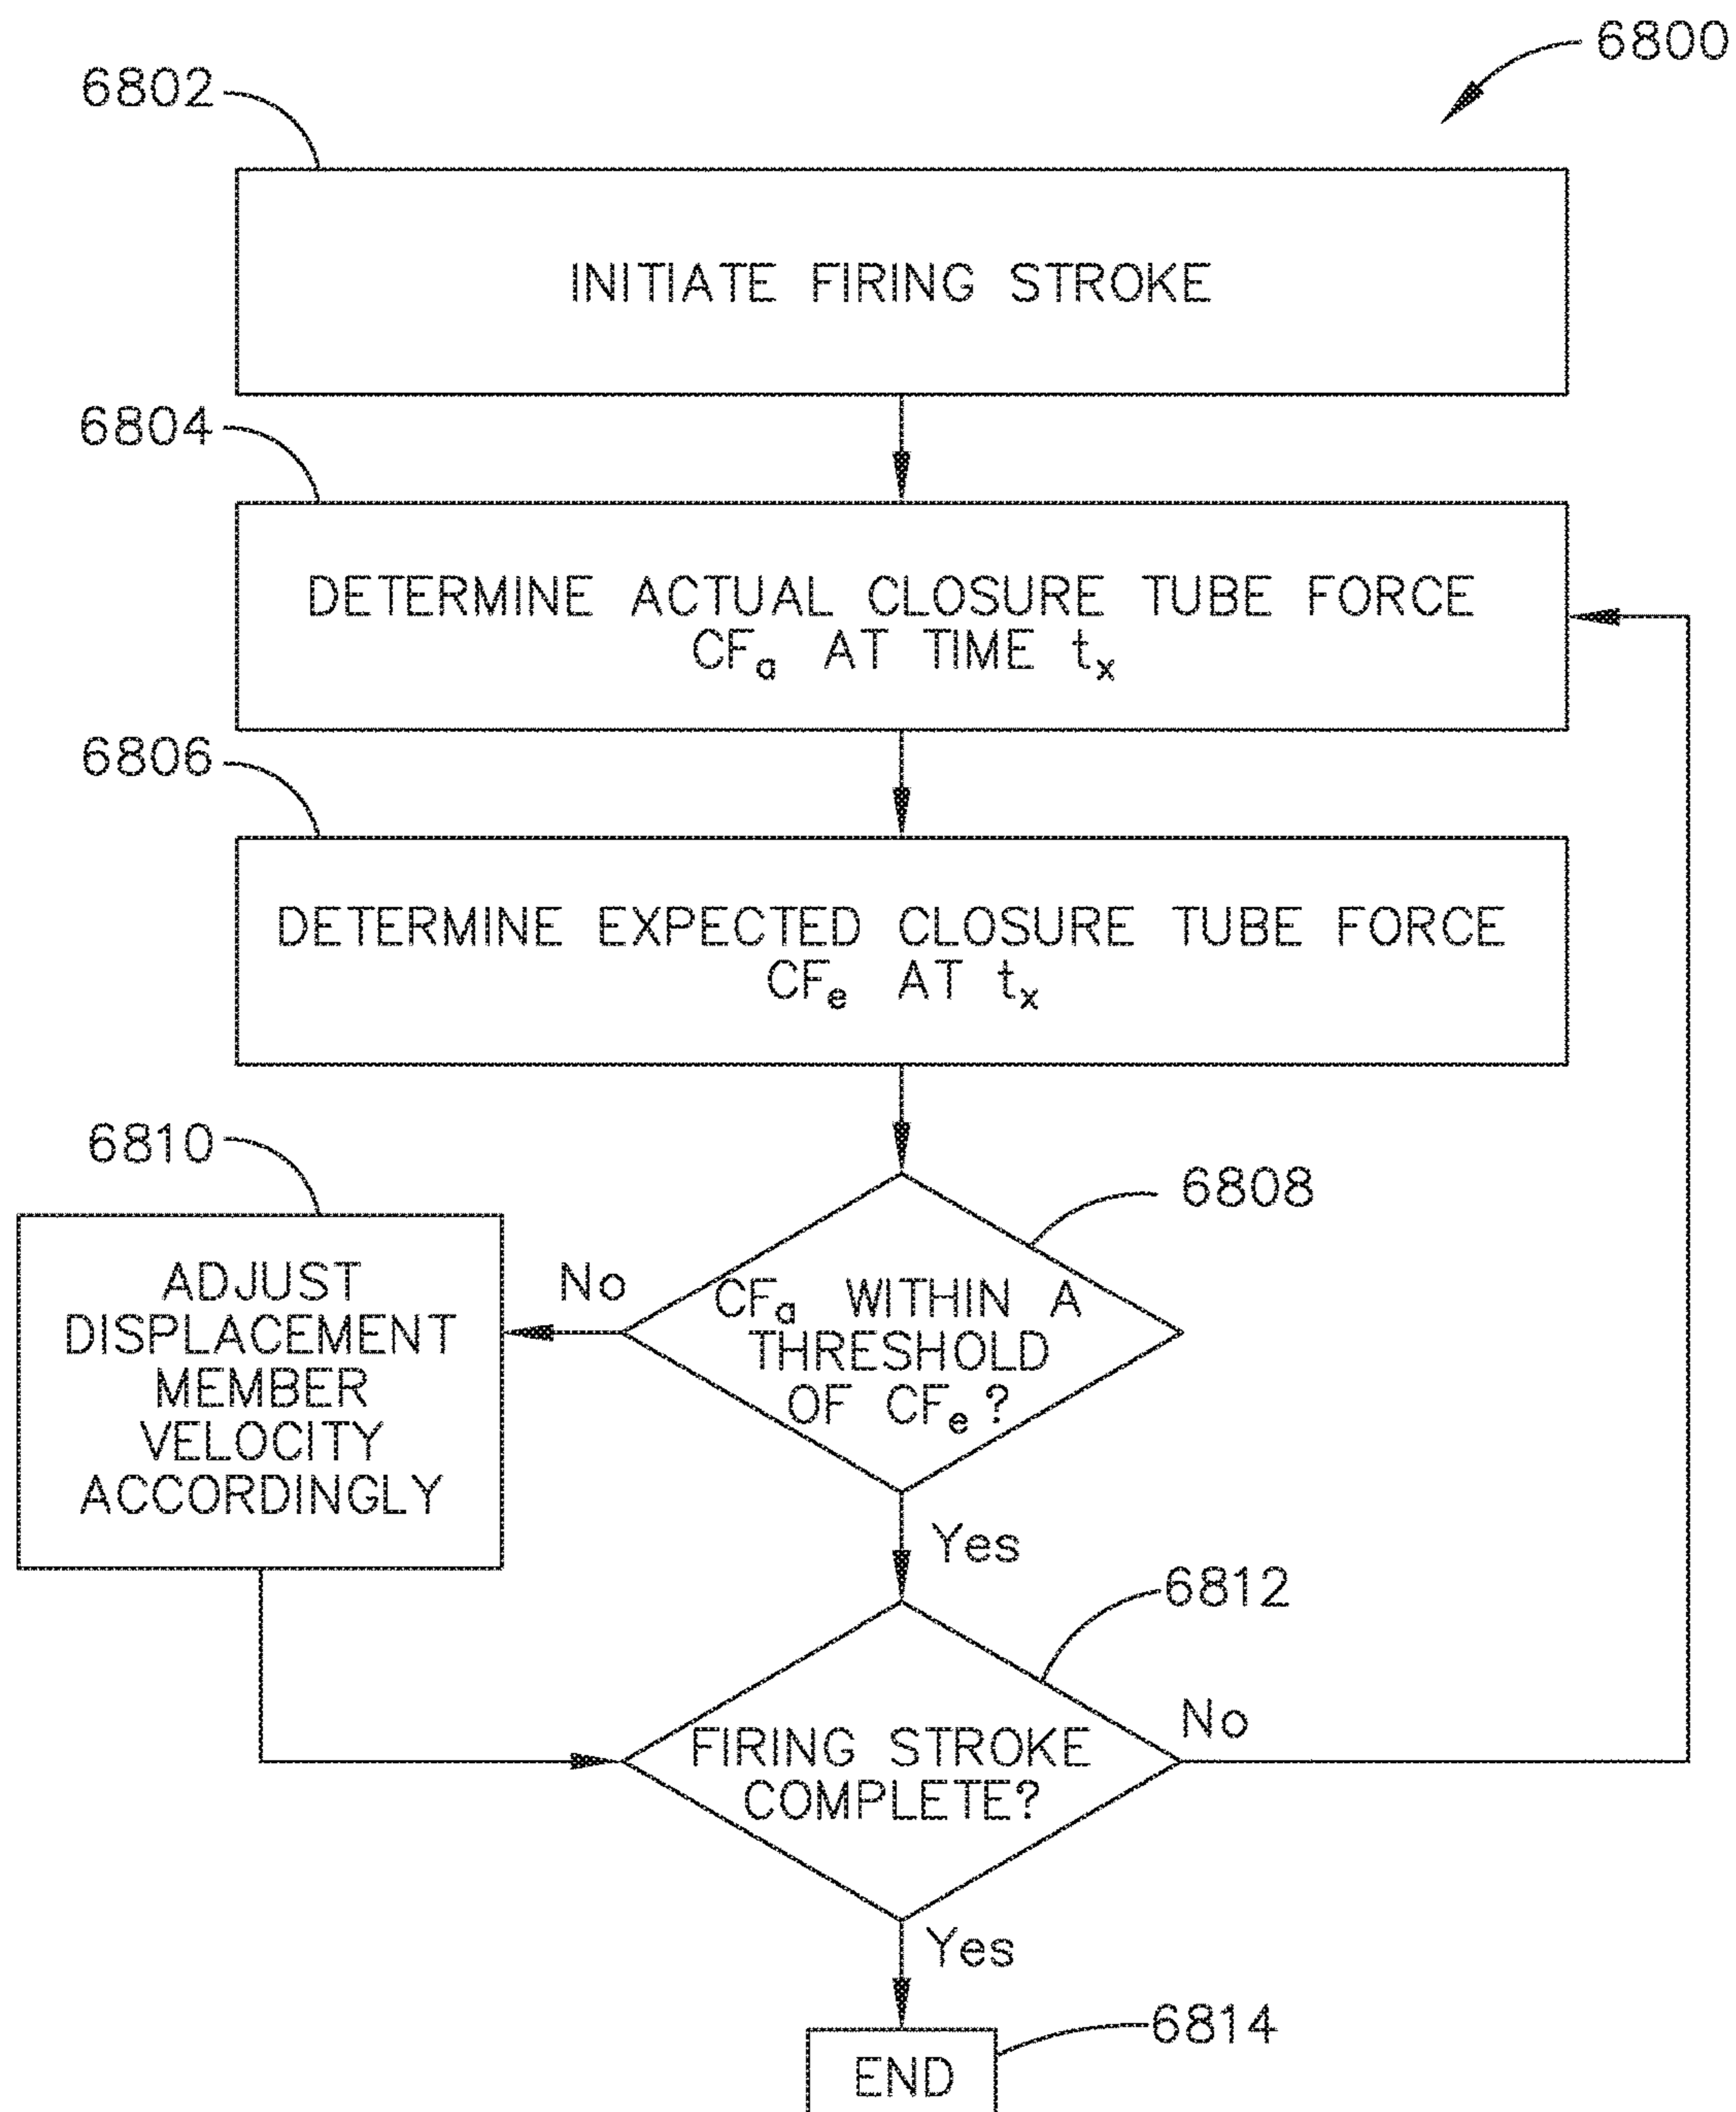 6800
6802
INITIATE FIRING STROKE
6804
DETERMINE ACTUAL CLOSURE TUBE FORCE
CFa AT TIME tx
6806
DETERMINE EXPECTED CLOSURE TUBE FORCE
CFe AT tx
6810
6808
ADJUST
DISPLACEMENT
MEMBER
VELOCITY
ACCORDINGLY
No
CFa WITHIN A
THRESHOLD
OF CFe?
Yes
6812
FIRING STROKE
COMPLETE?
No
Yes
6814
END